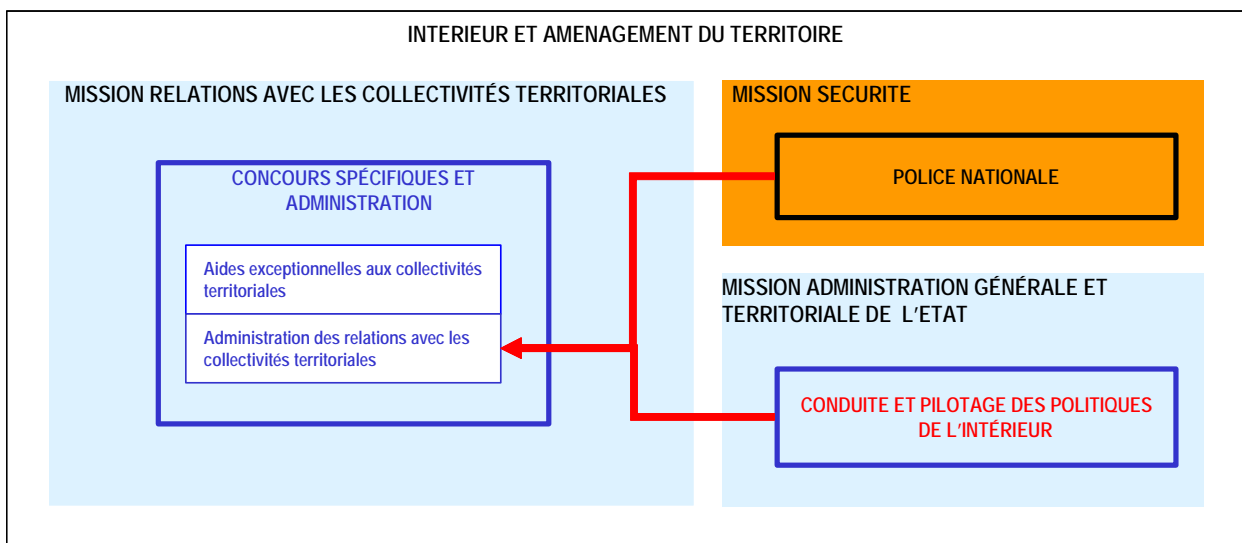 INTERIEUR ET AMENAGEMENT DU TERRITOIRE
MISSION RELATIONS AVEC LES COLLECTIVITÉS TERRITORIALES
CONCOURS SPÉCIFIQUES ET
ADMINISTRATION
Aides exceptionnelles aux collectivités
territoriales
Administration des relations avec les
collectivités territoriales
MISSION SECURITE
POLICE NATIONALE
MISSION ADMINISTRATION GÉNÉRALE ET
TERRITORIALE DE L'ETAT
CONDUITE ET PILOTAGE DES POLITIQUES
DE L'INTÉRIEUR